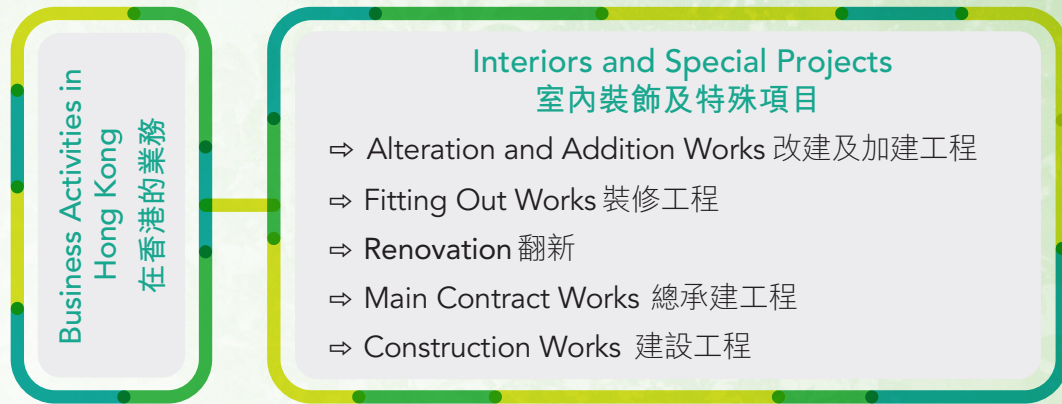 Business Activities in
Hong Kong
在香港的業務
Interiors and Special Projects
室內裝飾及特殊項目
⇨ Alteration and Addition Works 改建及加建工程
⇨ Fitting Out Works 裝修工程
⇨ Renovation 翻新
⇨ Main Contract Works 總承建工程
⇨ Construction Works 建設工程